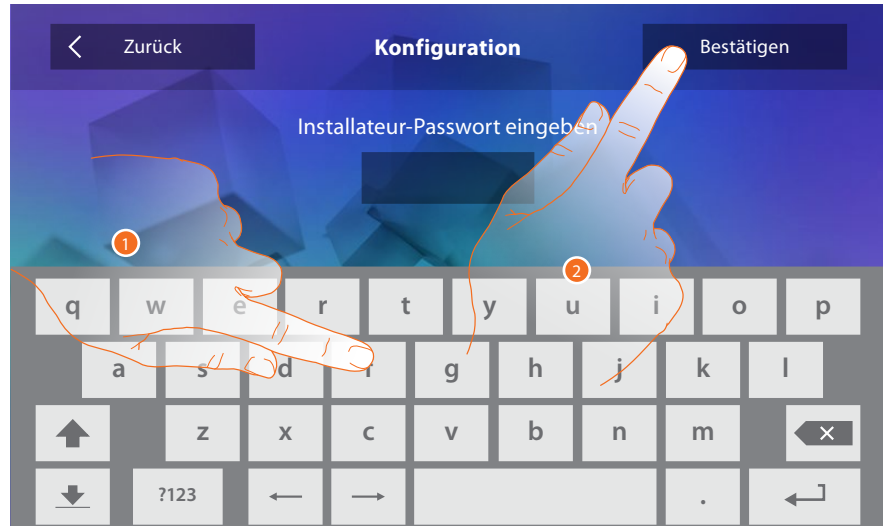 Zurück
Konfiguration
Bestätigen
Installateur-Passwort eingeben
1
2
q w e r t y u i o p
a s d f g h j k l
z x c v b n m
?123 .